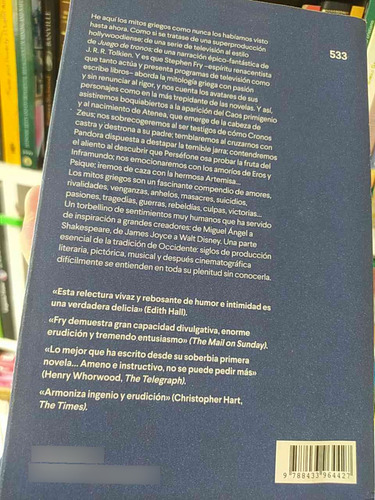 He aquí los mitos griegos como nunca los habíamos visto
hasta ahora. Como si se tratase de una superproducción
hollywoodiense; de una serie de televisión al estilo
de Juego de tronos; de una narración épico-fantástica de
J. R. R. Tolkien. Y es que Stephen Fry –espíritu renacentista
que tanto actúa y presenta programas de televisión como
escribe libros– aborda la mitología griega con pasión
y sin renunciar al rigor, y nos cuenta los avatares de sus
personajes como en la más trepidante de las novelas. Y así,
asistiremos boquiabiertos a la aparición del Caos primigenio
y al nacimiento de Atenea, que emerge de la cabeza de
Zeus; nos sobrecogeremos al ser testigos de cómo Cronos
castra y destrona a su padre; temblaremos al cruzarnos con
Pandora dispuesta a destapar la temible jarra; contendremos
el aliento al descubrir que Perséfone osa probar la fruta del
Inframundo; nos emocionaremos con los amoríos de Eros y
Psique; iremos de caza con la hermosa Artemisa...
Los mitos griegos son un fascinante compendio de amores,
rivalidades, venganzas, anhelos, masacres, suicidios,
pasiones, tragedias, guerras, rebeldías, culpas, victorias...
Un torbellino de sentimientos muy humanos que ha servido
de inspiración a grandes creadores: de Miguel Ángel a
Shakespeare, de James Joyce a Walt Disney. Una parte
esencial de la tradición de Occidente: siglos de producción
literaria, pictórica, musical y después cinematográfica
difícilmente se entienden en toda su plenitud sin conocerla.
«Esta relectura vivaz y rebosante de humor e intimidad es
una verdadera delicia» (Edith Hall).
«Fry demuestra gran capacidad divulgativa, enorme
erudición y tremendo entusiasmo» (The Mail on Sunday).
«Lo mejor que ha escrito desde su soberbia primera
novela... Ameno e instructivo, no se puede pedir más»
(Henry Whorwood, The Telegraph).
«Armoniza ingenio y erudición» (Christopher Hart,
The Times).
533
9 788433 964427